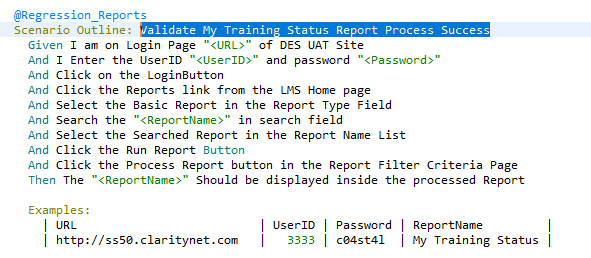 @Regression_Reports
Scenario Outline: Validate My Training Status Report Process Success
Given I am on Login Page "<URL>" of DES UAT Site
And I Enter the UserID "<UserID>" and password "<Password>"
And Click on the LoginButton
And Click the Reports link from the LMS Home page
And Select the Basic Report in the Report Type Field
And Search the "<ReportName>" in search field
And Select the Searched Report in the Report Name List
And Click the Run Report Button
And Click the Process Report button in the Report Filter Criteria Page
Then The "<ReportName>" Should be displayed inside the processed Report
Examples:
| URL | UserID | Password | ReportName |
| http://ss50.claritynet.com | 3333 | c04st4l | My Training Status |